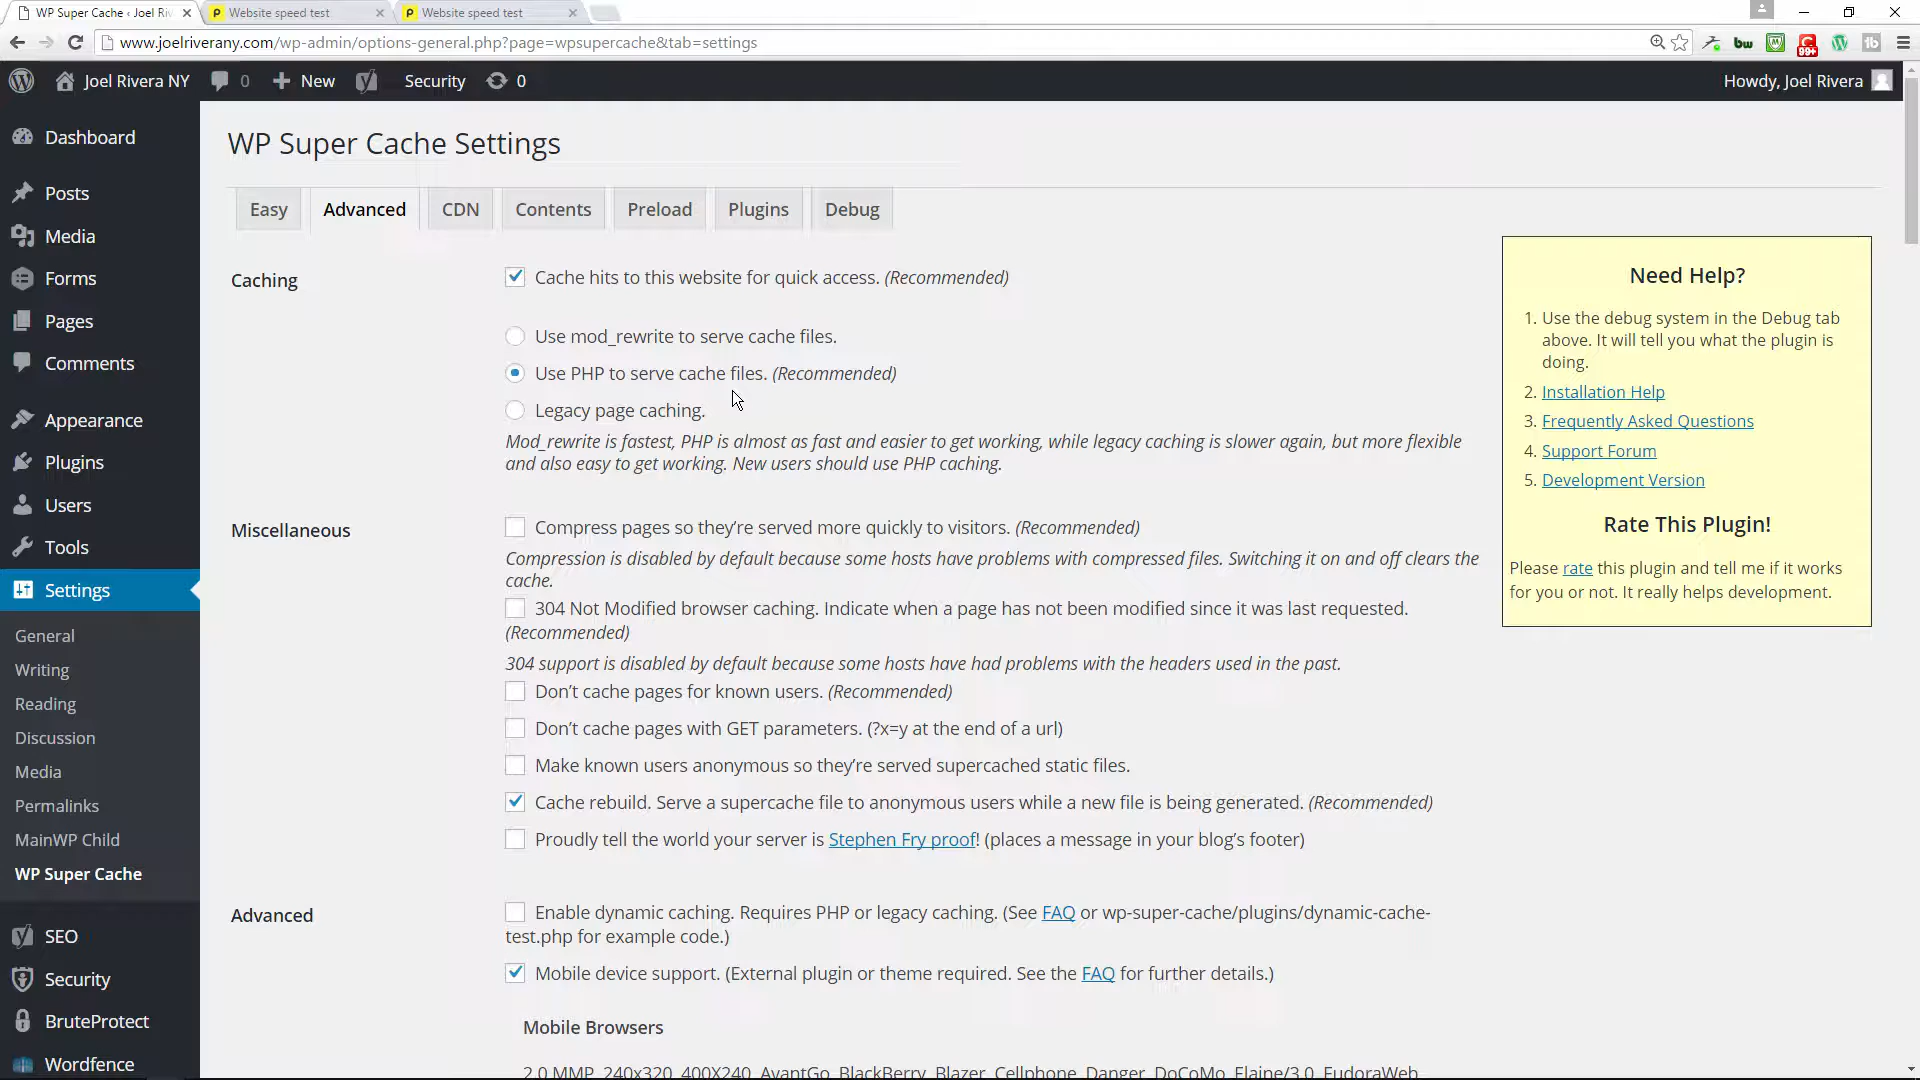 WP Super Cache ‹ Joel Ri
Website speed test
Website speed test
www.joelriverany.com/wp-admin/options-general.php?page=wpsupercache&tab=settings
bw
99+
tb
Joel Rivera NY
0
New
Security
0
Howdy, Joel Rivera
Dashboard
Posts
Media
Forms
Pages
Comments
Appearance
Plugins
Users
Tools
Settings
General
Writing
Reading
Discussion
Media
Permalinks
MainWP Child
WP Super Cache
SEO
Security
BruteProtect
Wordfence
WP Super Cache Settings
Easy
Advanced
CDN
Contents
Preload
Plugins
Debug
Caching
Cache hits to this website for quick access. (Recommended)
Use mod_rewrite to serve cache files.
Use PHP to serve cache files. (Recommended)
Legacy page caching.
Mod_rewrite is fastest, PHP is almost as fast and easier to get working, while legacy caching is slower again, but more flexible
and also easy to get working. New users should use PHP caching.
Miscellaneous
Compress pages so they’re served more quickly to visitors. (Recommended)
Compression is disabled by default because some hosts have problems with compressed files. Switching it on and off clears the
cache.
304 Not Modified browser caching. Indicate when a page has not been modified since it was last requested.
(Recommended)
304 support is disabled by default because some hosts have had problems with the headers used in the past.
Don’t cache pages for known users. (Recommended)
Don’t cache pages with GET parameters. (?x=y at the end of a url)
Make known users anonymous so they’re served supercached static files.
Cache rebuild. Serve a supercache file to anonymous users while a new file is being generated. (Recommended)
Proudly tell the world your server is Stephen Fry proof! (places a message in your blog’s footer)
Advanced
Enable dynamic caching. Requires PHP or legacy caching. (See FAQ or wp-super-cache/plugins/dynamic-cache-
test.php for example code.)
Mobile device support. (External plugin or theme required. See the FAQ for further details.)
Mobile Browsers
2.0 MMP, 240x320, 400X240, AvantGo, BlackBerry, Blazer, Cellphone, Danger, DoCoMo, Elaine/3.0, EudoraWeb,
Need Help?
1. Use the debug system in the Debug tab
above. It will tell you what the plugin is
doing.
2. Installation Help
3. Frequently Asked Questions
4. Support Forum
5. Development Version
Rate This Plugin!
Please rate this plugin and tell me if it works
for you or not. It really helps development.